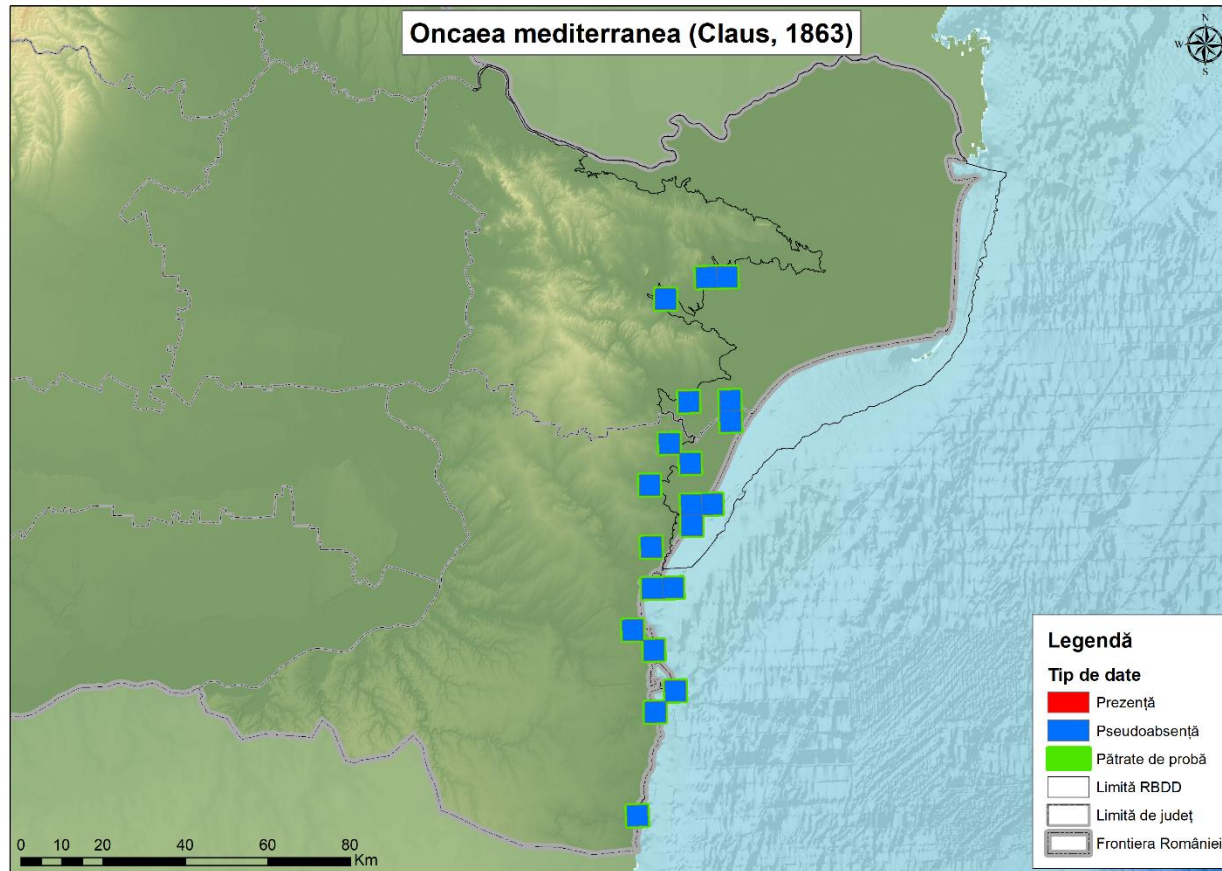 Oncaea mediterranea (Claus, 1863)
N
W
E
S
Legendă
Tip de date
Prezență
Pseudoabsență
Pătrate de probă
Limită RBDD
Limită de județ
Frontiera României
0 10 20 40 60 80
Km